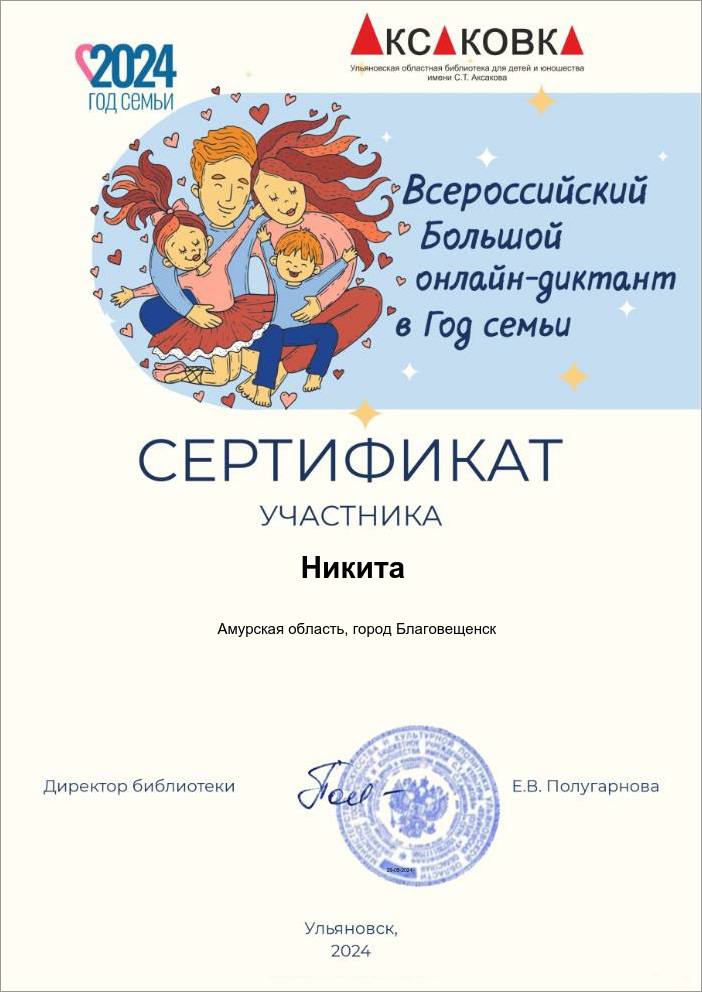 2024
ГОД СЕМЬИ
АКСАКОВКА
Ульяновская областная библиотека для детей и юношества
имени С.Т. Аксакова
Всероссийский
Большой
онлайн-диктант
в Год семьи
СЕРТИФИКАТ
УЧАСТНИКА
Никита
Амурская область, город Благовещенск
Директор библиотеки
Е.В. Полугарнова
Ульяновск,
2024